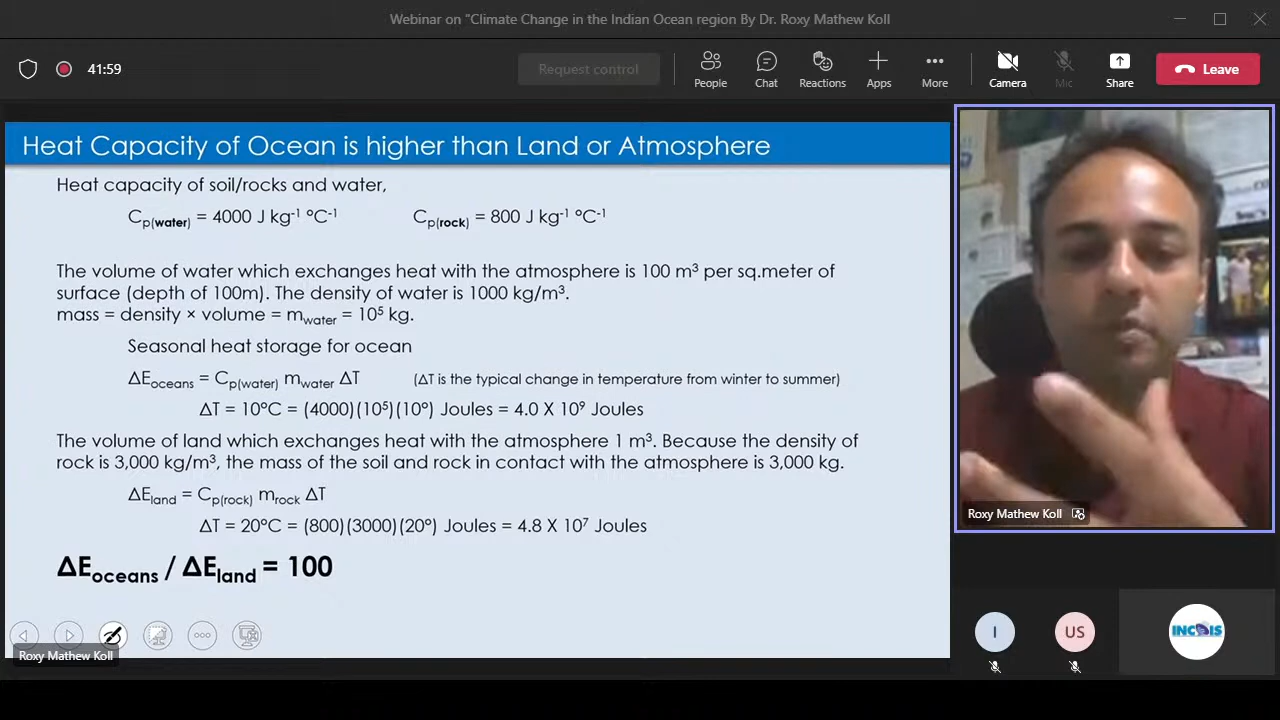 Webinar on "Climate Change in the Indian Ocean region By Dr. Roxy Mathew Koll
41:59
Request control
People
Chat
Reactions
Apps
More
Camera
Mic
Share
Leave
Heat Capacity of Ocean is higher than Land or Atmosphere
Heat capacity of soil/rocks and water,
Cp(water) = 4000 J kg⁻¹ °C⁻¹ Cp(rock) = 800 J kg⁻¹ °C⁻¹
The volume of water which exchanges heat with the atmosphere is 100 m³ per sq.meter of
surface (depth of 100m). The density of water is 1000 kg/m³.
mass = density × volume = mwater = 10⁵ kg.
Seasonal heat storage for ocean
ΔEoceans = Cp(water) mwater ΔT (ΔT is the typical change in temperature from winter to summer)
ΔT = 10°C = (4000)(10⁵)(10°) Joules = 4.0 X 10⁹ Joules
The volume of land which exchanges heat with the atmosphere 1 m³. Because the density of
rock is 3,000 kg/m³, the mass of the soil and rock in contact with the atmosphere is 3,000 kg.
ΔEland = Cp(rock) mrock ΔT
ΔT = 20°C = (800)(3000)(20°) Joules = 4.8 X 10⁷ Joules
ΔEoceans / ΔEland = 100
Roxy Mathew Koll
Roxy Mathew Koll
I
US
INCOIS